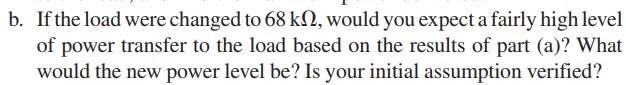 b. If the load were changed to 68 kΩ, would you expect a fairly high level
of power transfer to the load based on the results of part (a)? What
would the new power level be? Is your initial assumption verified?